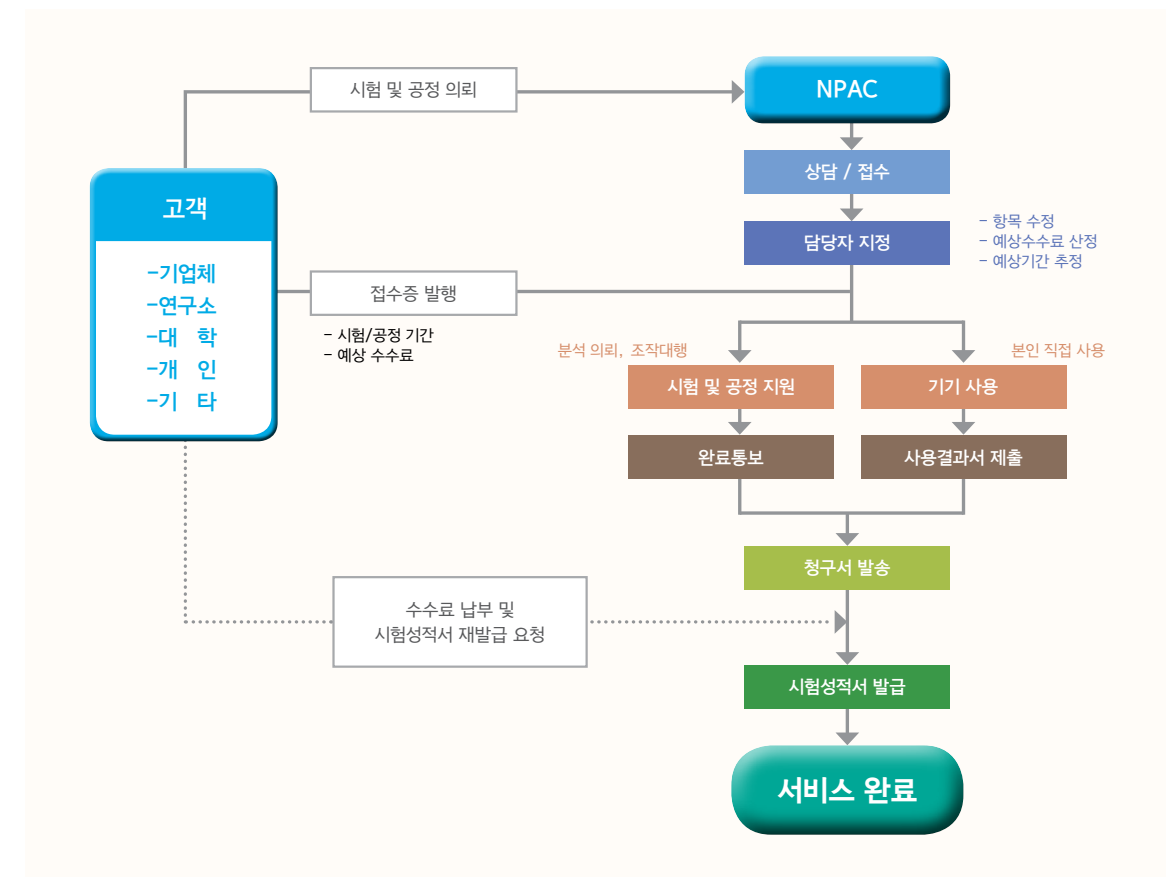 시험 및 공정 의뢰
NPAC
상담 / 접수
고객
-기업체
-연구소
-대 학
-개 인
-기 타
담당자 지정
- 항목 수정
- 예상수수료 산정
- 예상기간 추정
접수증 발행
- 시험/공정 기간
- 예상 수수료
분석 의뢰, 조작대행
본인 직접 사용
시험 및 공정 지원
기기 사용
완료통보
사용결과서 제출
청구서 발송
수수료 납부 및
시험성적서 재발급 요청
시험성적서 발급
서비스 완료